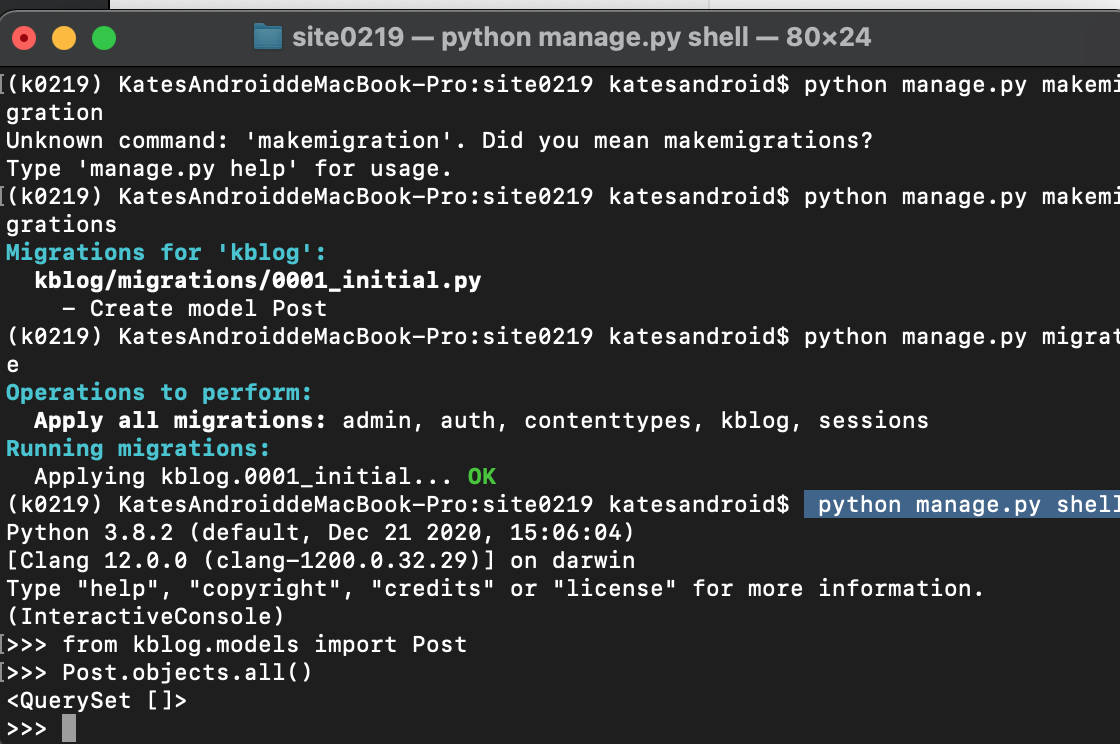 site0219 — python manage.py shell — 80×24
(k0219) KatesAndroiddeMacBook-Pro:site0219 katesandroid$ python manage.py makemi
gration
Unknown command: 'makemigration'. Did you mean makemigrations?
Type 'manage.py help' for usage.
(k0219) KatesAndroiddeMacBook-Pro:site0219 katesandroid$ python manage.py makemi
grations
Migrations for 'kblog':
kblog/migrations/0001_initial.py
- Create model Post
(k0219) KatesAndroiddeMacBook-Pro:site0219 katesandroid$ python manage.py migrat
e
Operations to perform:
Apply all migrations: admin, auth, contenttypes, kblog, sessions
Running migrations:
Applying kblog.0001_initial... OK
(k0219) KatesAndroiddeMacBook-Pro:site0219 katesandroid$ python manage.py shell
Python 3.8.2 (default, Dec 21 2020, 15:06:04)
[Clang 12.0.0 (clang-1200.0.32.29)] on darwin
Type "help", "copyright", "credits" or "license" for more information.
(InteractiveConsole)
>>> from kblog.models import Post
>>> Post.objects.all()
<QuerySet []>
>>>